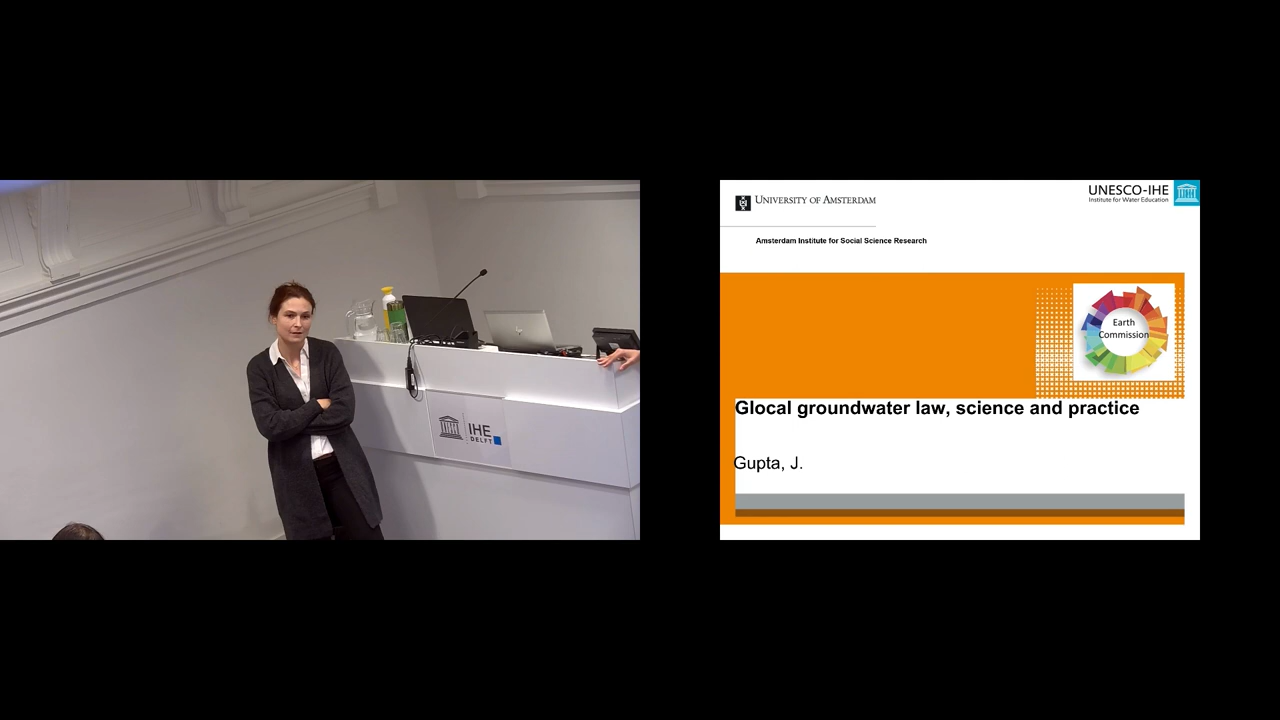 IHE
DELFT
UNIVERSITY OF AMSTERDAM
UNESCO-IHE
Institute for Water Education
Amsterdam Institute for Social Science Research
Earth
Commission
Glocal groundwater law, science and practice
Gupta, J.